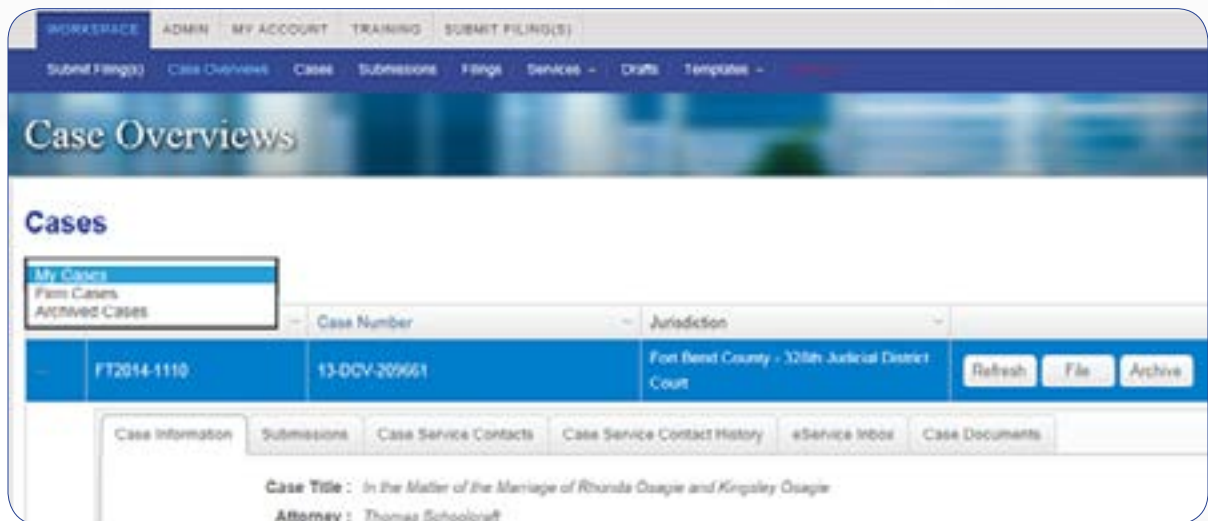 WORKSPACE ADMIN MY ACCOUNT TRAINING SUBMIT FILING(S)
Submit Filing(s) Case Overviews Cases Submissions Filings Services Drafts Templates
Case Overviews
Cases
My Cases
Firm Cases
Archived Cases
Case Number Jurisdiction
FT2014-1110 13-DCV-209661 Fort Bend County - 328th Judicial District Court Refresh File Archive
Case Information Submissions Case Service Contacts Case Service Contact History eService Inbox Case Documents
Case Title : In the Matter of the Marriage of Rhonda Osagie and Kingsley Osagie
Attorney : Thomas Schoolcraft